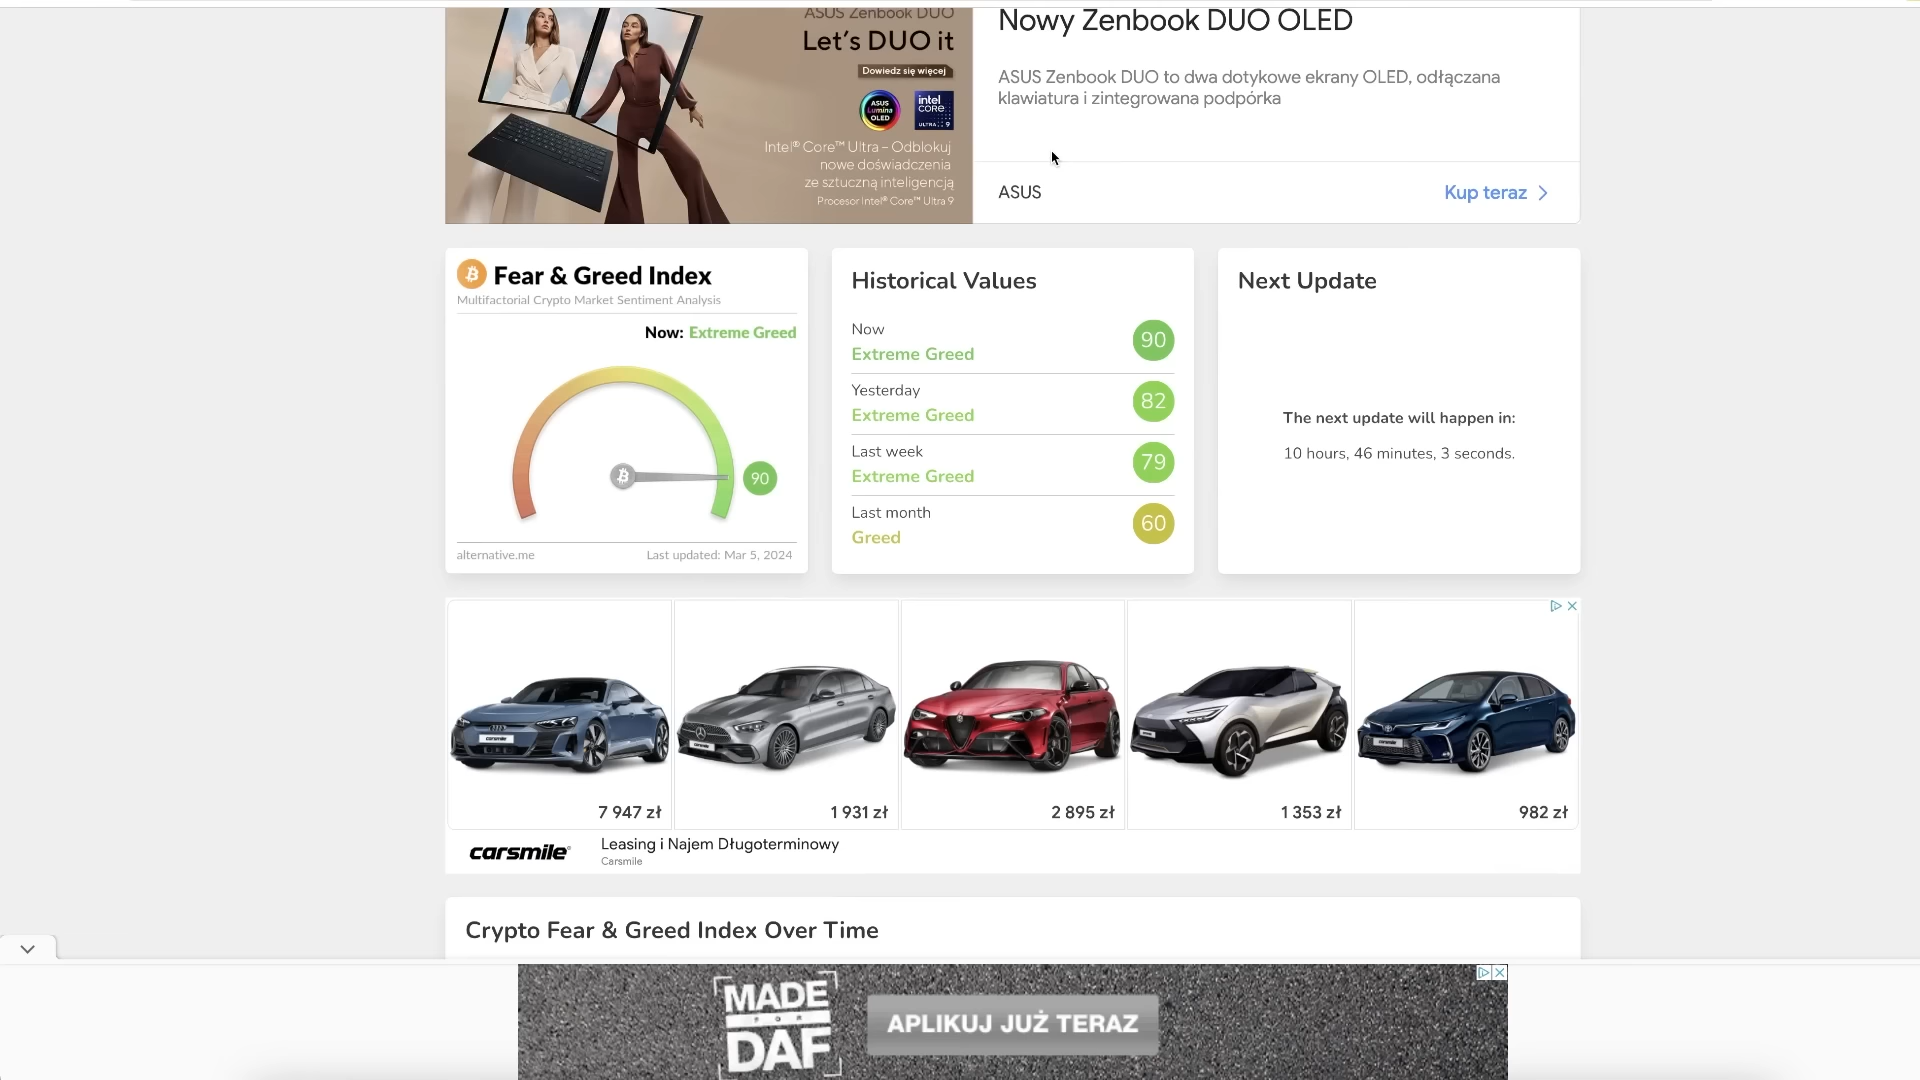 ASUS Zenbook DUO
Let's DUO it
Dowiedz się więcej
ASUS
Lumina
OLED
intel
CORE
ULTRA 9
Intel® Core™ Ultra – Odblokuj
nowe doświadczenia
ze sztuczną inteligencją
Procesor Intel® Core™ Ultra 9
Nowy Zenbook DUO OLED
ASUS Zenbook DUO to dwa dotykowe ekrany OLED, odłączana
klawiatura i zintegrowana podpórka
ASUS
Kup teraz
Fear & Greed Index
Multifactorial Crypto Market Sentiment Analysis
Now: Extreme Greed
90
alternative.me
Last updated: Mar 5, 2024
Historical Values
Now
Extreme Greed
90
Yesterday
Extreme Greed
82
Last week
Extreme Greed
79
Last month
Greed
60
Next Update
The next update will happen in:
10 hours, 46 minutes, 3 seconds.
7 947 zł
1 931 zł
2 895 zł
1 353 zł
982 zł
carsmile
Leasing i Najem Długoterminowy
Carsmile
Crypto Fear & Greed Index Over Time
MADE
FOR
DAF
APLIKUJ JUŻ TERAZ